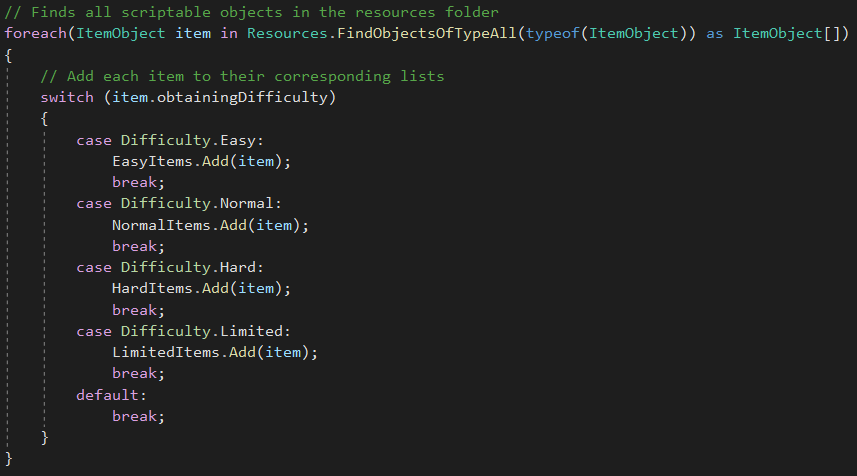 // Finds all scriptable objects in the resources folder
foreach(ItemObject item in Resources.FindObjectsOfTypeAll(typeof(ItemObject)) as ItemObject[])
{
    // Add each item to their corresponding lists
    switch (item.obtainingDifficulty)
    {
        case Difficulty.Easy:
            EasyItems.Add(item);
            break;
        case Difficulty.Normal:
            NormalItems.Add(item);
            break;
        case Difficulty.Hard:
            HardItems.Add(item);
            break;
        case Difficulty.Limited:
            LimitedItems.Add(item);
            break;
        default:
            break;
    }
}